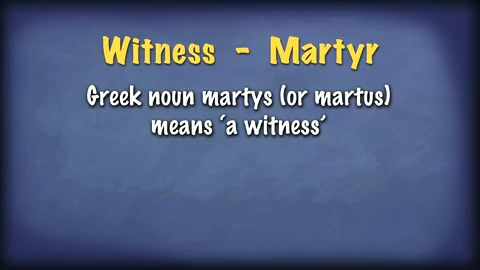 Witness - Martyr
Greek noun martys (or martus)
means ‘a witness’